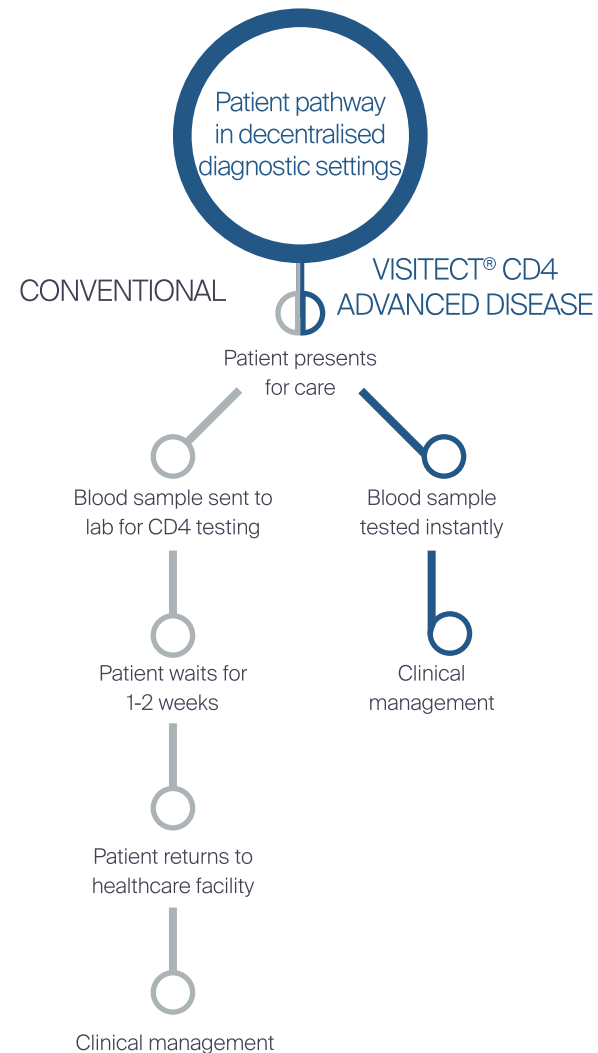 Patient pathway
in decentralised
diagnostic settings
CONVENTIONAL
VISITECT® CD4
ADVANCED DISEASE
Patient presents
for care
Blood sample sent to
lab for CD4 testing
Patient waits for
1-2 weeks
Patient returns to
healthcare facility
Clinical management
Blood sample
tested instantly
Clinical
management